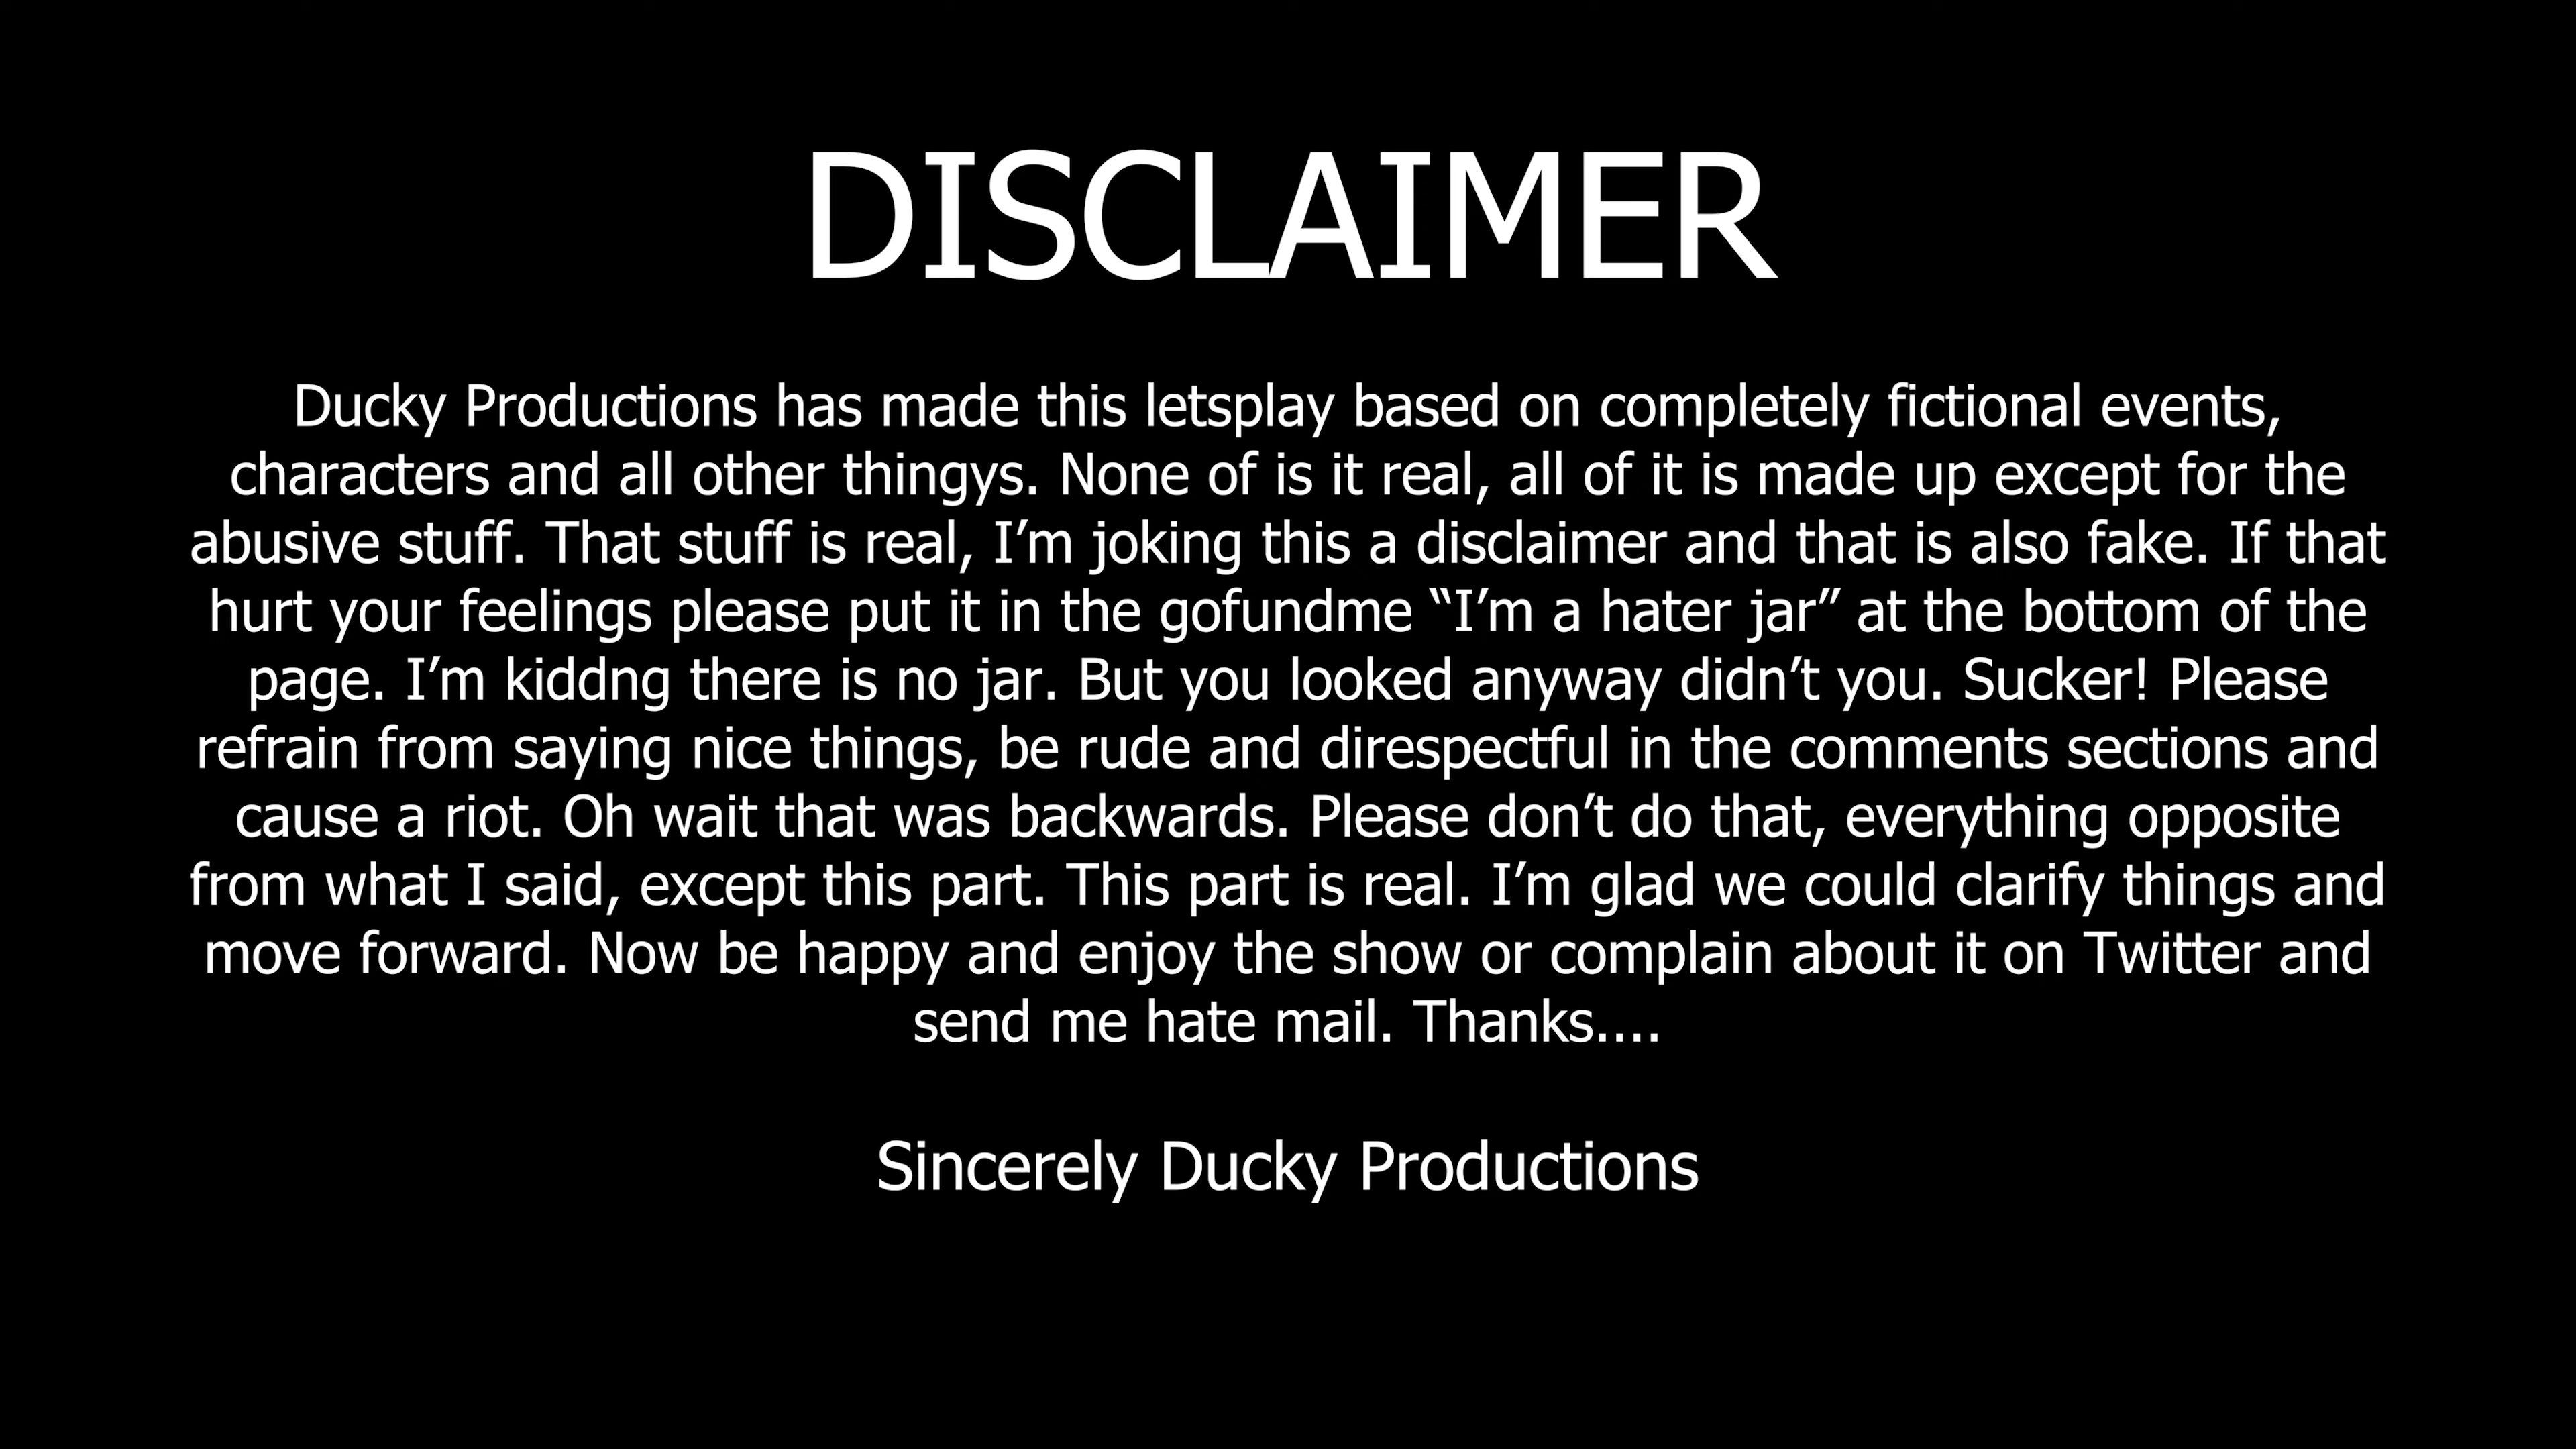 DISCLAIMER
Ducky Productions has made this letsplay based on completely fictional events,
characters and all other thingys. None of is it real, all of it is made up except for the
abusive stuff. That stuff is real, I’m joking this a disclaimer and that is also fake. If that
hurt your feelings please put it in the gofundme “I’m a hater jar” at the bottom of the
page. I’m kiddng there is no jar. But you looked anyway didn’t you. Sucker! Please
refrain from saying nice things, be rude and direspectful in the comments sections and
cause a riot. Oh wait that was backwards. Please don’t do that, everything opposite
from what I said, except this part. This part is real. I’m glad we could clarify things and
move forward. Now be happy and enjoy the show or complain about it on Twitter and
send me hate mail. Thanks....
Sincerely Ducky Productions